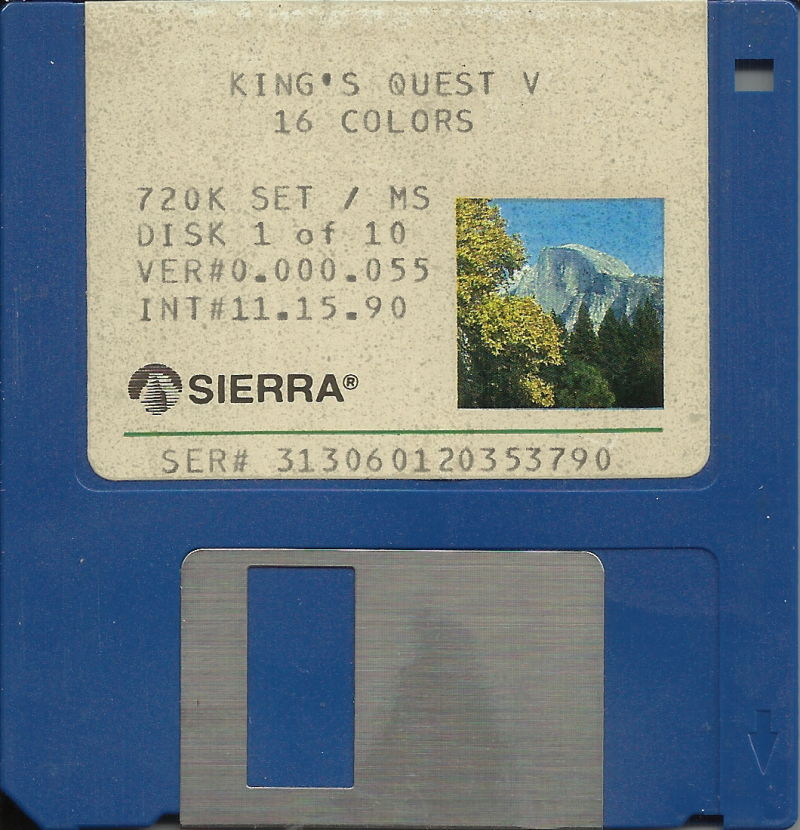 KING'S QUEST V
16 COLORS
720K SET / MS
DISK 1 of 10
VER#0.000.055
INT#11.15.90
SIERRA®
SER# 313060120353790